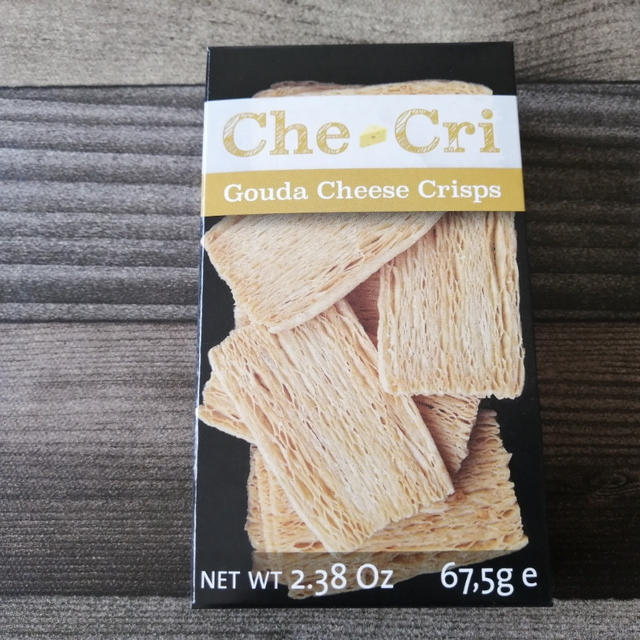 Che Cri
Gouda Cheese Crisps
NET WT 2.38 Oz 67,5g e